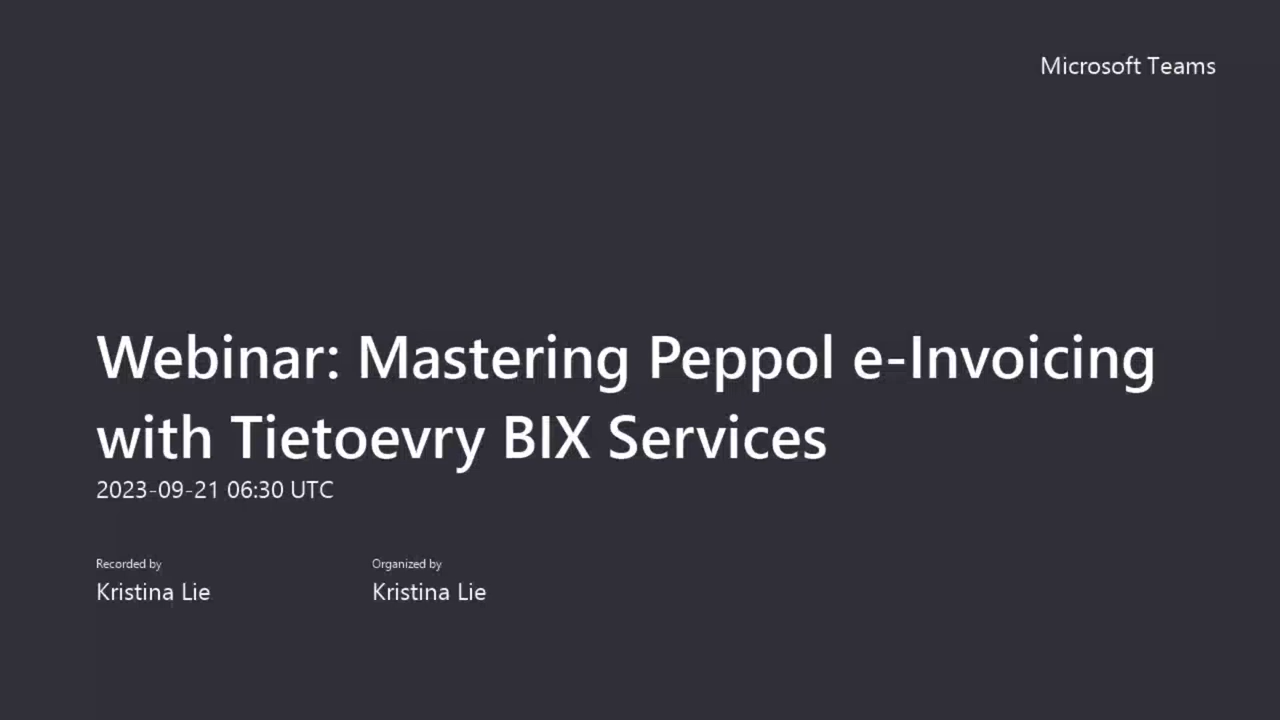 Microsoft Teams
Webinar: Mastering Peppol e-Invoicing
with Tietoevry BIX Services
2023-09-21 06:30 UTC
Recorded by
Kristina Lie
Organized by
Kristina Lie